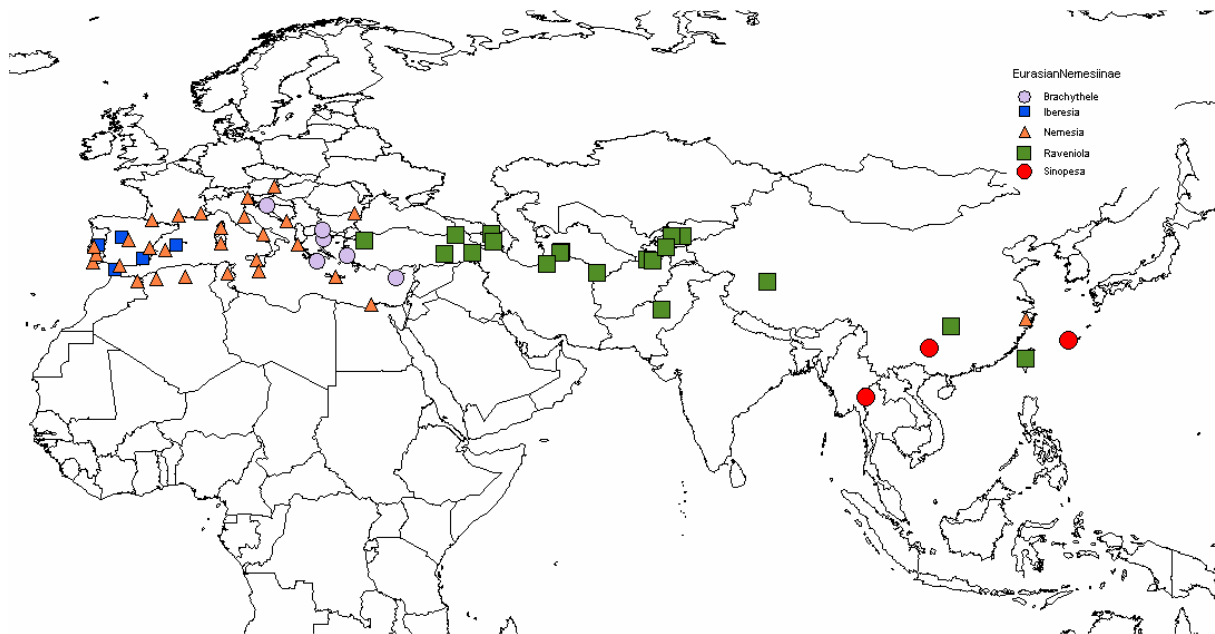 EurasianNemesiinae
Brachythele
Iberesia
Nemesia
Raveniola
Sinopesa